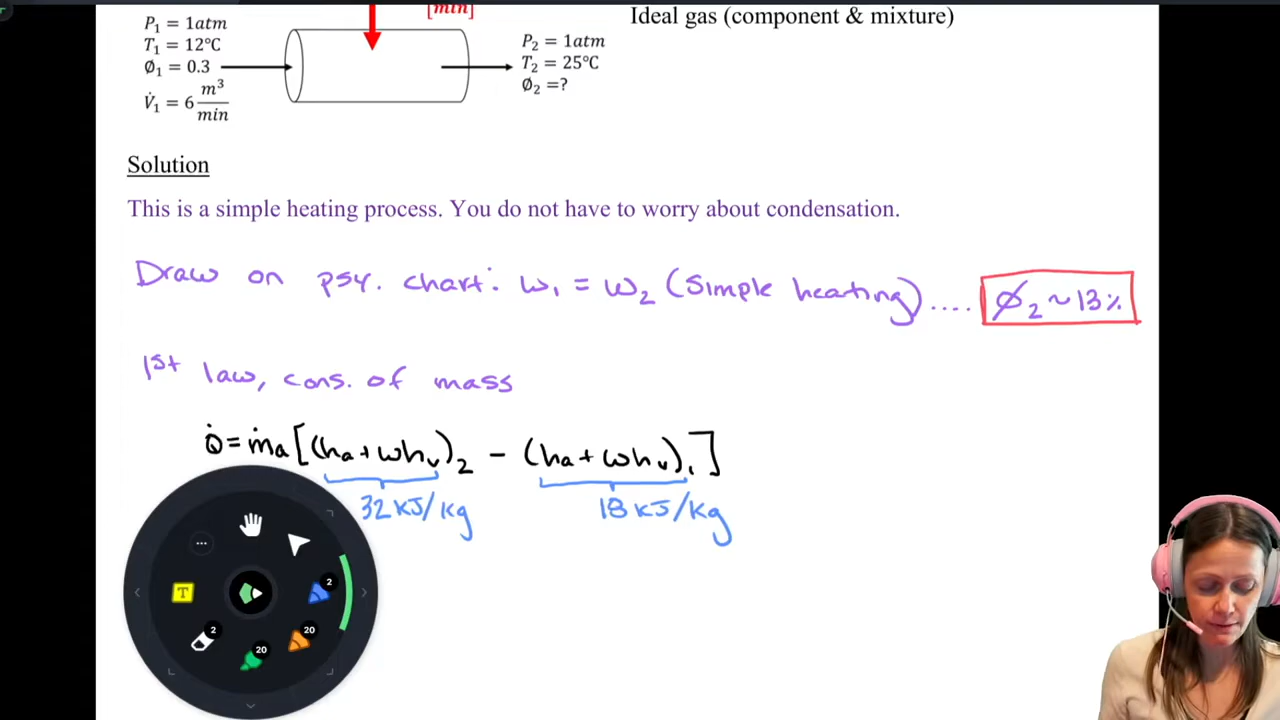 [min]
Ideal gas (component & mixture)
P₁ = 1atm
T₁ = 12°C
Ø₁ = 0.3
V̇₁ = 6 m³/min
P₂ = 1atm
T₂ = 25°C
Ø₂ =?
Solution
This is a simple heating process. You do not have to worry about condensation.
Draw on psy. chart: ω₁ = ω₂ (simple heating) .... Ø₂ ~ 13%
1st law, cons. of mass
Q̇ = ṁa [(ha + ωhv)₂ − (ha + ωhv)₁]
32 kJ/kg
18 kJ/kg
T
2
2
20
20